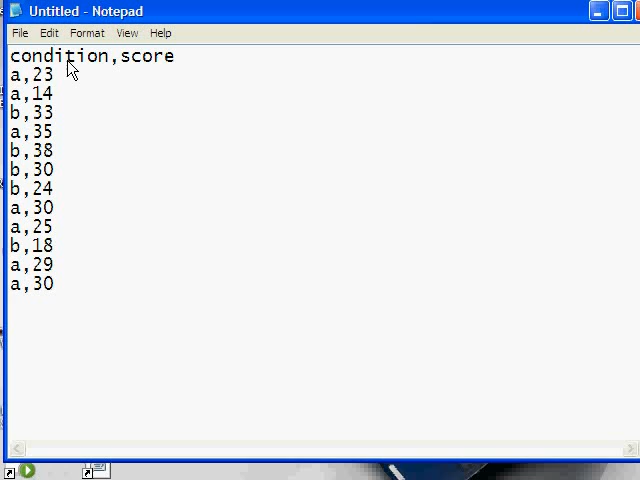 Untitled - Notepad
File Edit Format View Help
condition,score
a,23
a,14
b,33
a,35
b,38
b,30
b,24
a,30
a,25
b,18
a,29
a,30